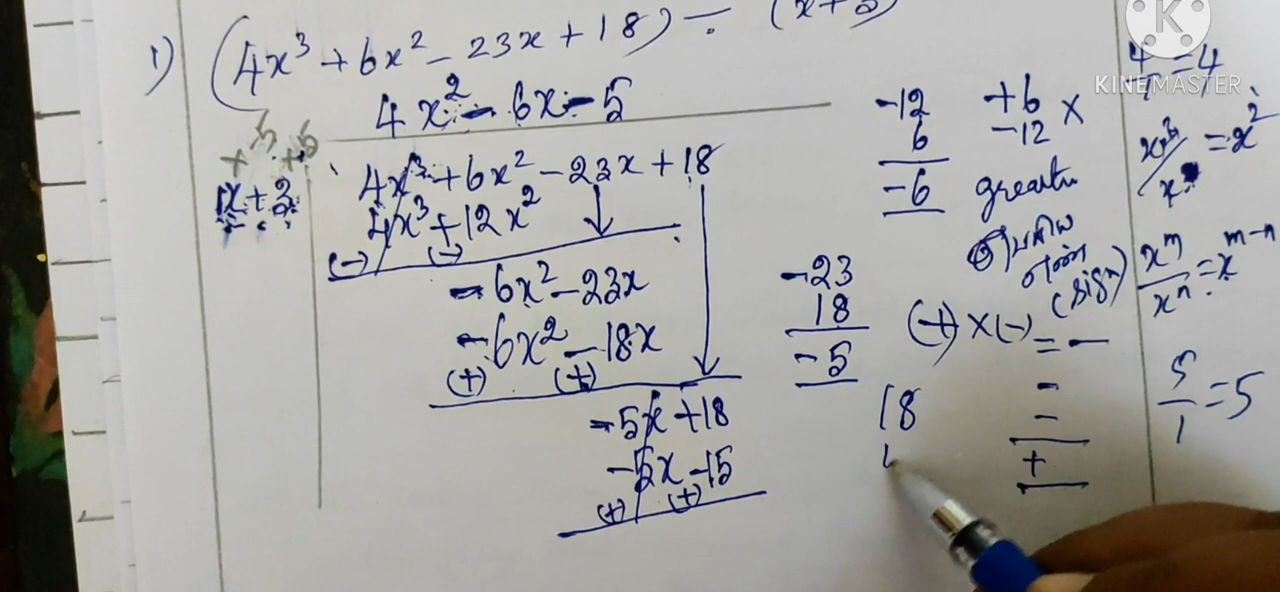 1) (4x³ + 6x² - 23x + 18) ÷ (x+3)
4x² - 6x - 5
x+3
4x³ + 6x² - 23x + 18
4x³ + 12x²
(-) (-)
-6x² - 23x
-6x² - 18x
(+) (+)
-5x + 18
-5x - 15
(+) (+)
-12
6
-6
+6
-12 x
(sign)
-23
18
-5
(+) x (-)
= -
-
-
+
18
1
= 4
= x²
xᵐ/xⁿ = xᵐ⁻ⁿ
5/1 = 5
K
KINEMASTER